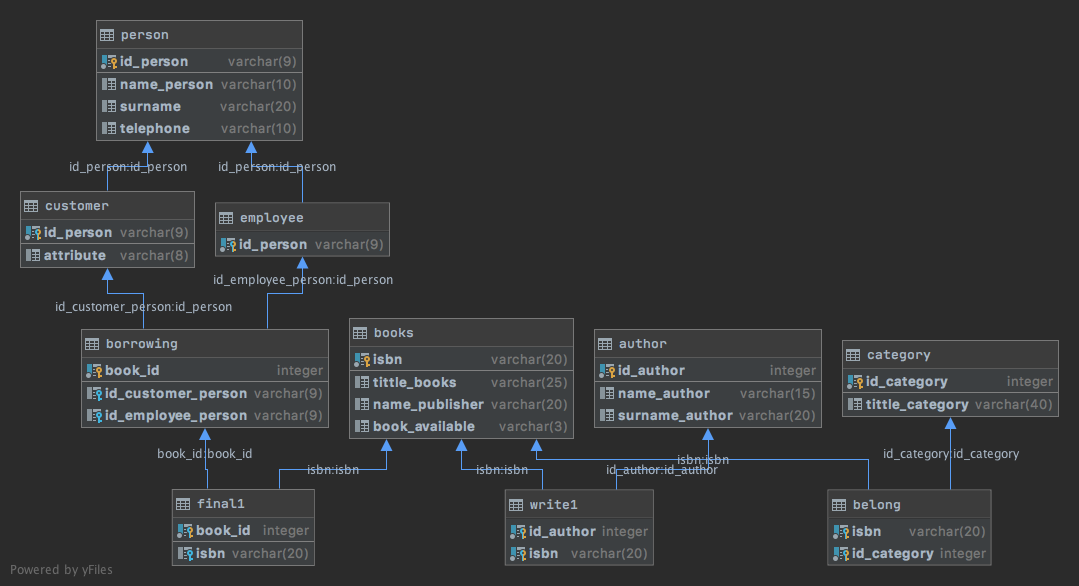 person
id_person varchar(9)
name_person varchar(10)
surname varchar(20)
telephone varchar(10)
id_person:id_person
id_person:id_person
customer
id_person varchar(9)
attribute varchar(8)
employee
id_person varchar(9)
id_employee_person:id_person
id_customer_person:id_person
borrowing
book_id integer
id_customer_person varchar(9)
id_employee_person varchar(9)
books
isbn varchar(20)
tittle_books varchar(25)
name_publisher varchar(20)
book_available varchar(3)
author
id_author integer
name_author varchar(15)
surname_author varchar(20)
category
id_category integer
tittle_category varchar(40)
book_id:book_id
isbn:isbn
isbn:isbn
isbn:isbn
id_author:id_author
id_category:id_category
final1
book_id integer
isbn varchar(20)
write1
id_author integer
isbn varchar(20)
belong
isbn varchar(20)
id_category integer
Powered by yFiles